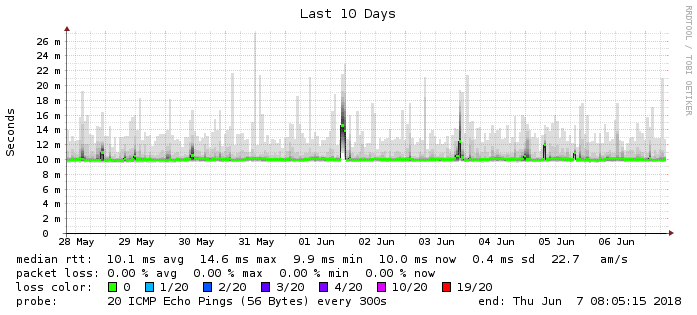 Last 10 Days
RRDTOOL / TOBI OETIKER
Seconds
26 m
24 m
22 m
20 m
18 m
16 m
14 m
12 m
10 m
8 m
6 m
4 m
2 m
0
28 May 29 May 30 May 31 May 01 Jun 02 Jun 03 Jun 04 Jun 05 Jun 06 Jun
median rtt: 10.1 ms avg 14.6 ms max 9.9 ms min 10.0 ms now 0.4 ms sd 22.7 am/s
packet loss: 0.00 % avg 0.00 % max 0.00 % min 0.00 % now
loss color: 0 1/20 2/20 3/20 4/20 10/20 19/20
probe: 20 ICMP Echo Pings (56 Bytes) every 300s end: Thu Jun 7 08:05:15 2018